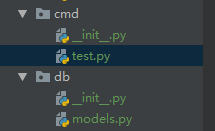 cmd
__init__.py
test.py
db
__init__.py
models.py